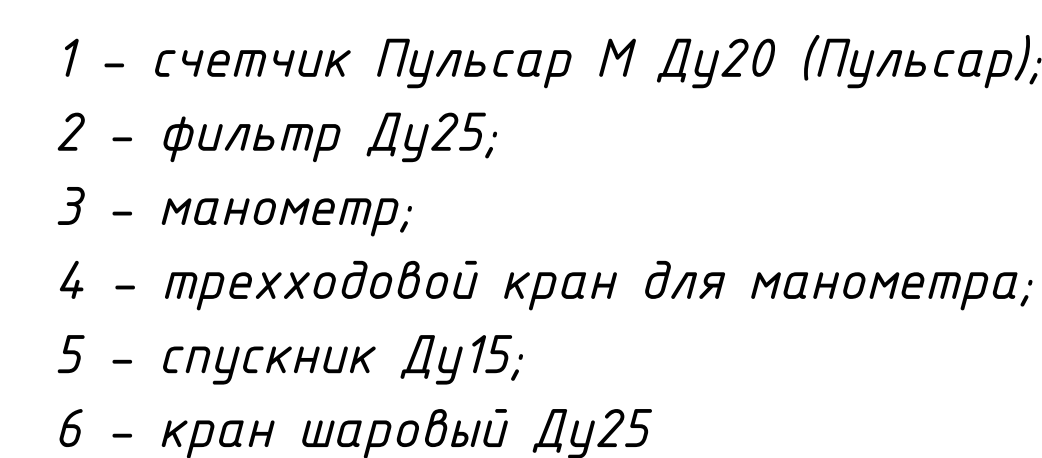 1 – счетчик Пульсар М Ду20 (Пульсар);
2 – фильтр Ду25;
3 – манометр;
4 – трехходовой кран для манометра;
5 – спускник Ду15;
6 – кран шаровый Ду25